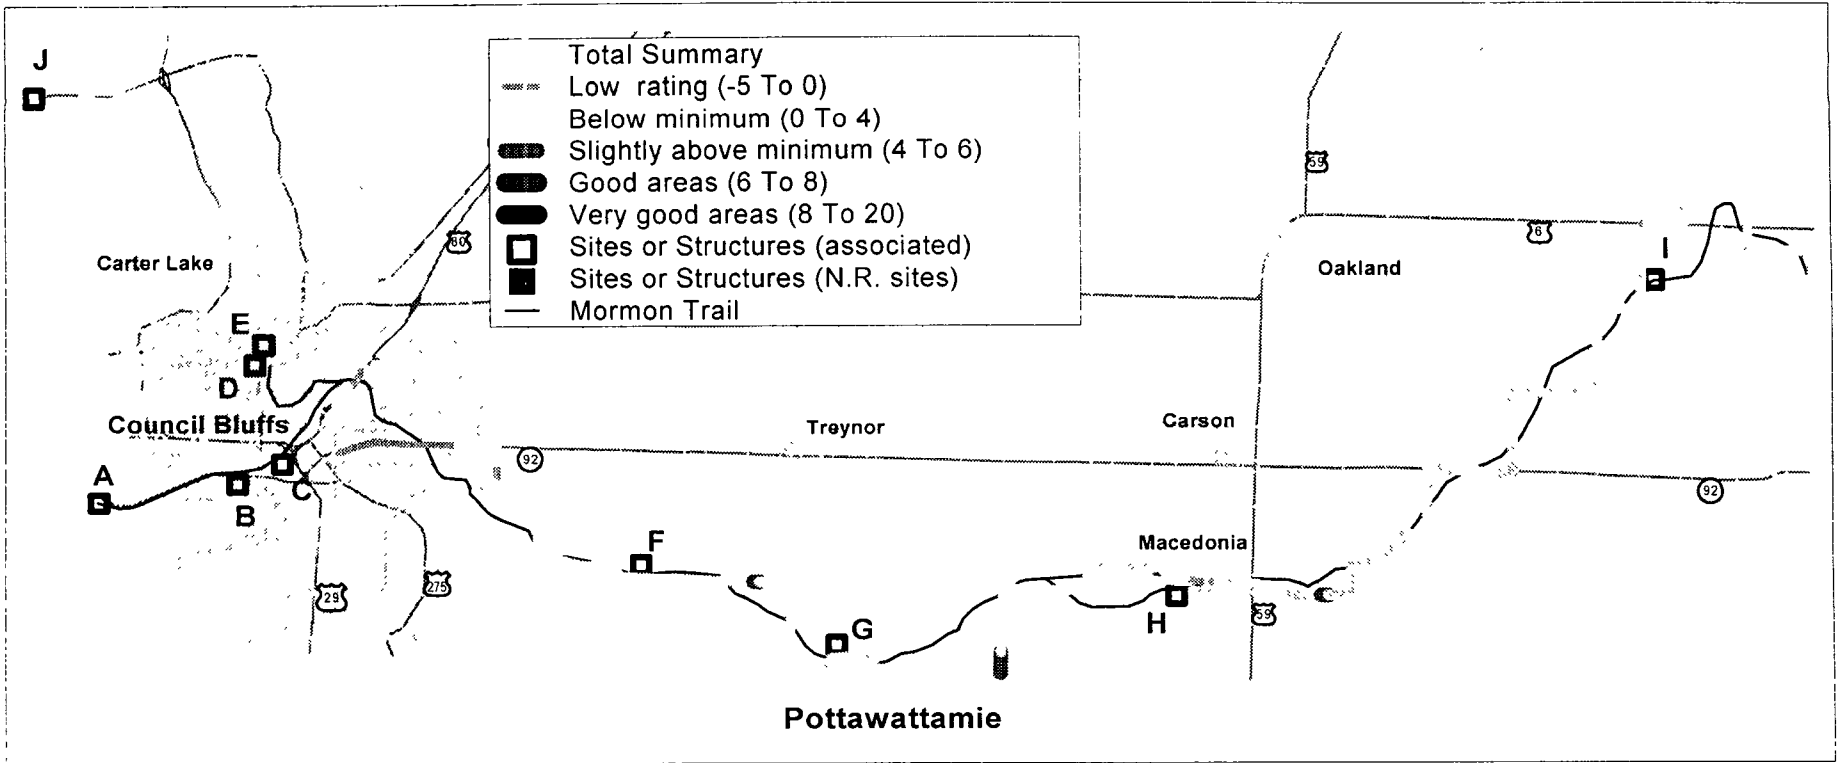 J
Total Summary
Low rating (-5 To 0)
Below minimum (0 To 4)
Slightly above minimum (4 To 6)
Good areas (6 To 8)
Very good areas (8 To 20)
Sites or Structures (associated)
Sites or Structures (N.R. sites)
Mormon Trail
59
6
80
I
Carter Lake
Oakland
E
D
Council Bluffs
Treynor
Carson
92
A
B
C
92
F
Macedonia
29
275
G
H
59
Pottawattamie